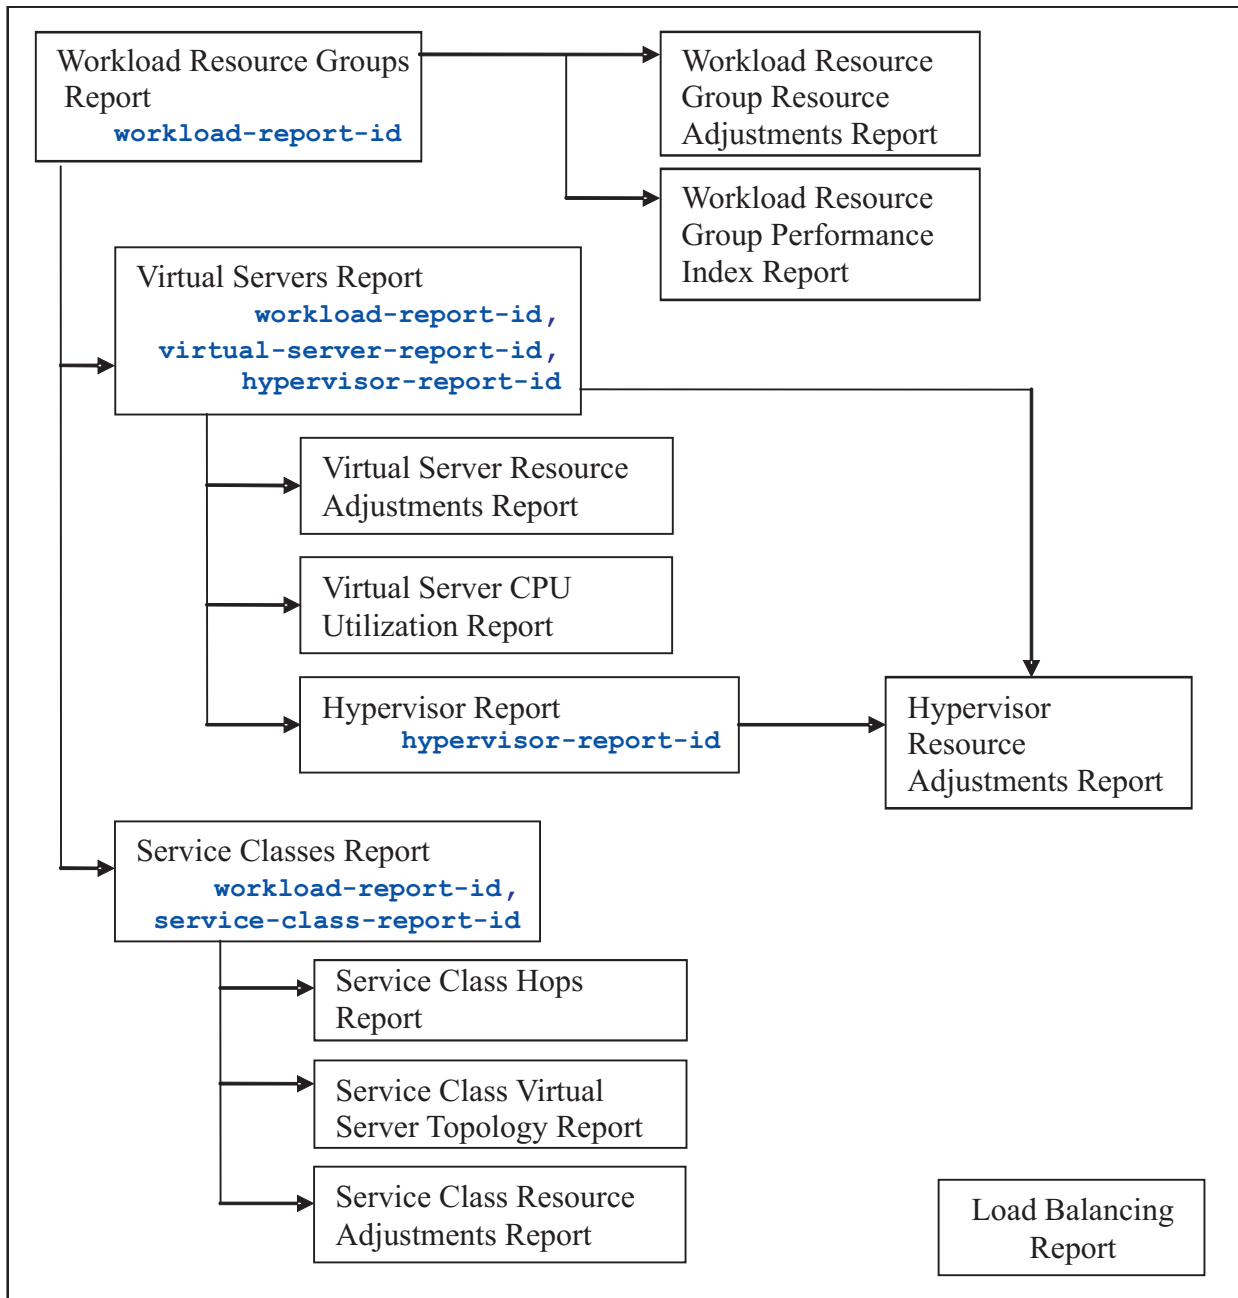 Workload Resource Groups
Report
workload-report-id
Workload Resource
Group Resource
Adjustments Report
Workload Resource
Group Performance
Index Report
Virtual Servers Report
workload-report-id,
virtual-server-report-id,
hypervisor-report-id
Virtual Server Resource
Adjustments Report
Virtual Server CPU
Utilization Report
Hypervisor Report
hypervisor-report-id
Hypervisor
Resource
Adjustments Report
Service Classes Report
workload-report-id,
service-class-report-id
Service Class Hops
Report
Service Class Virtual
Server Topology Report
Service Class Resource
Adjustments Report
Load Balancing
Report